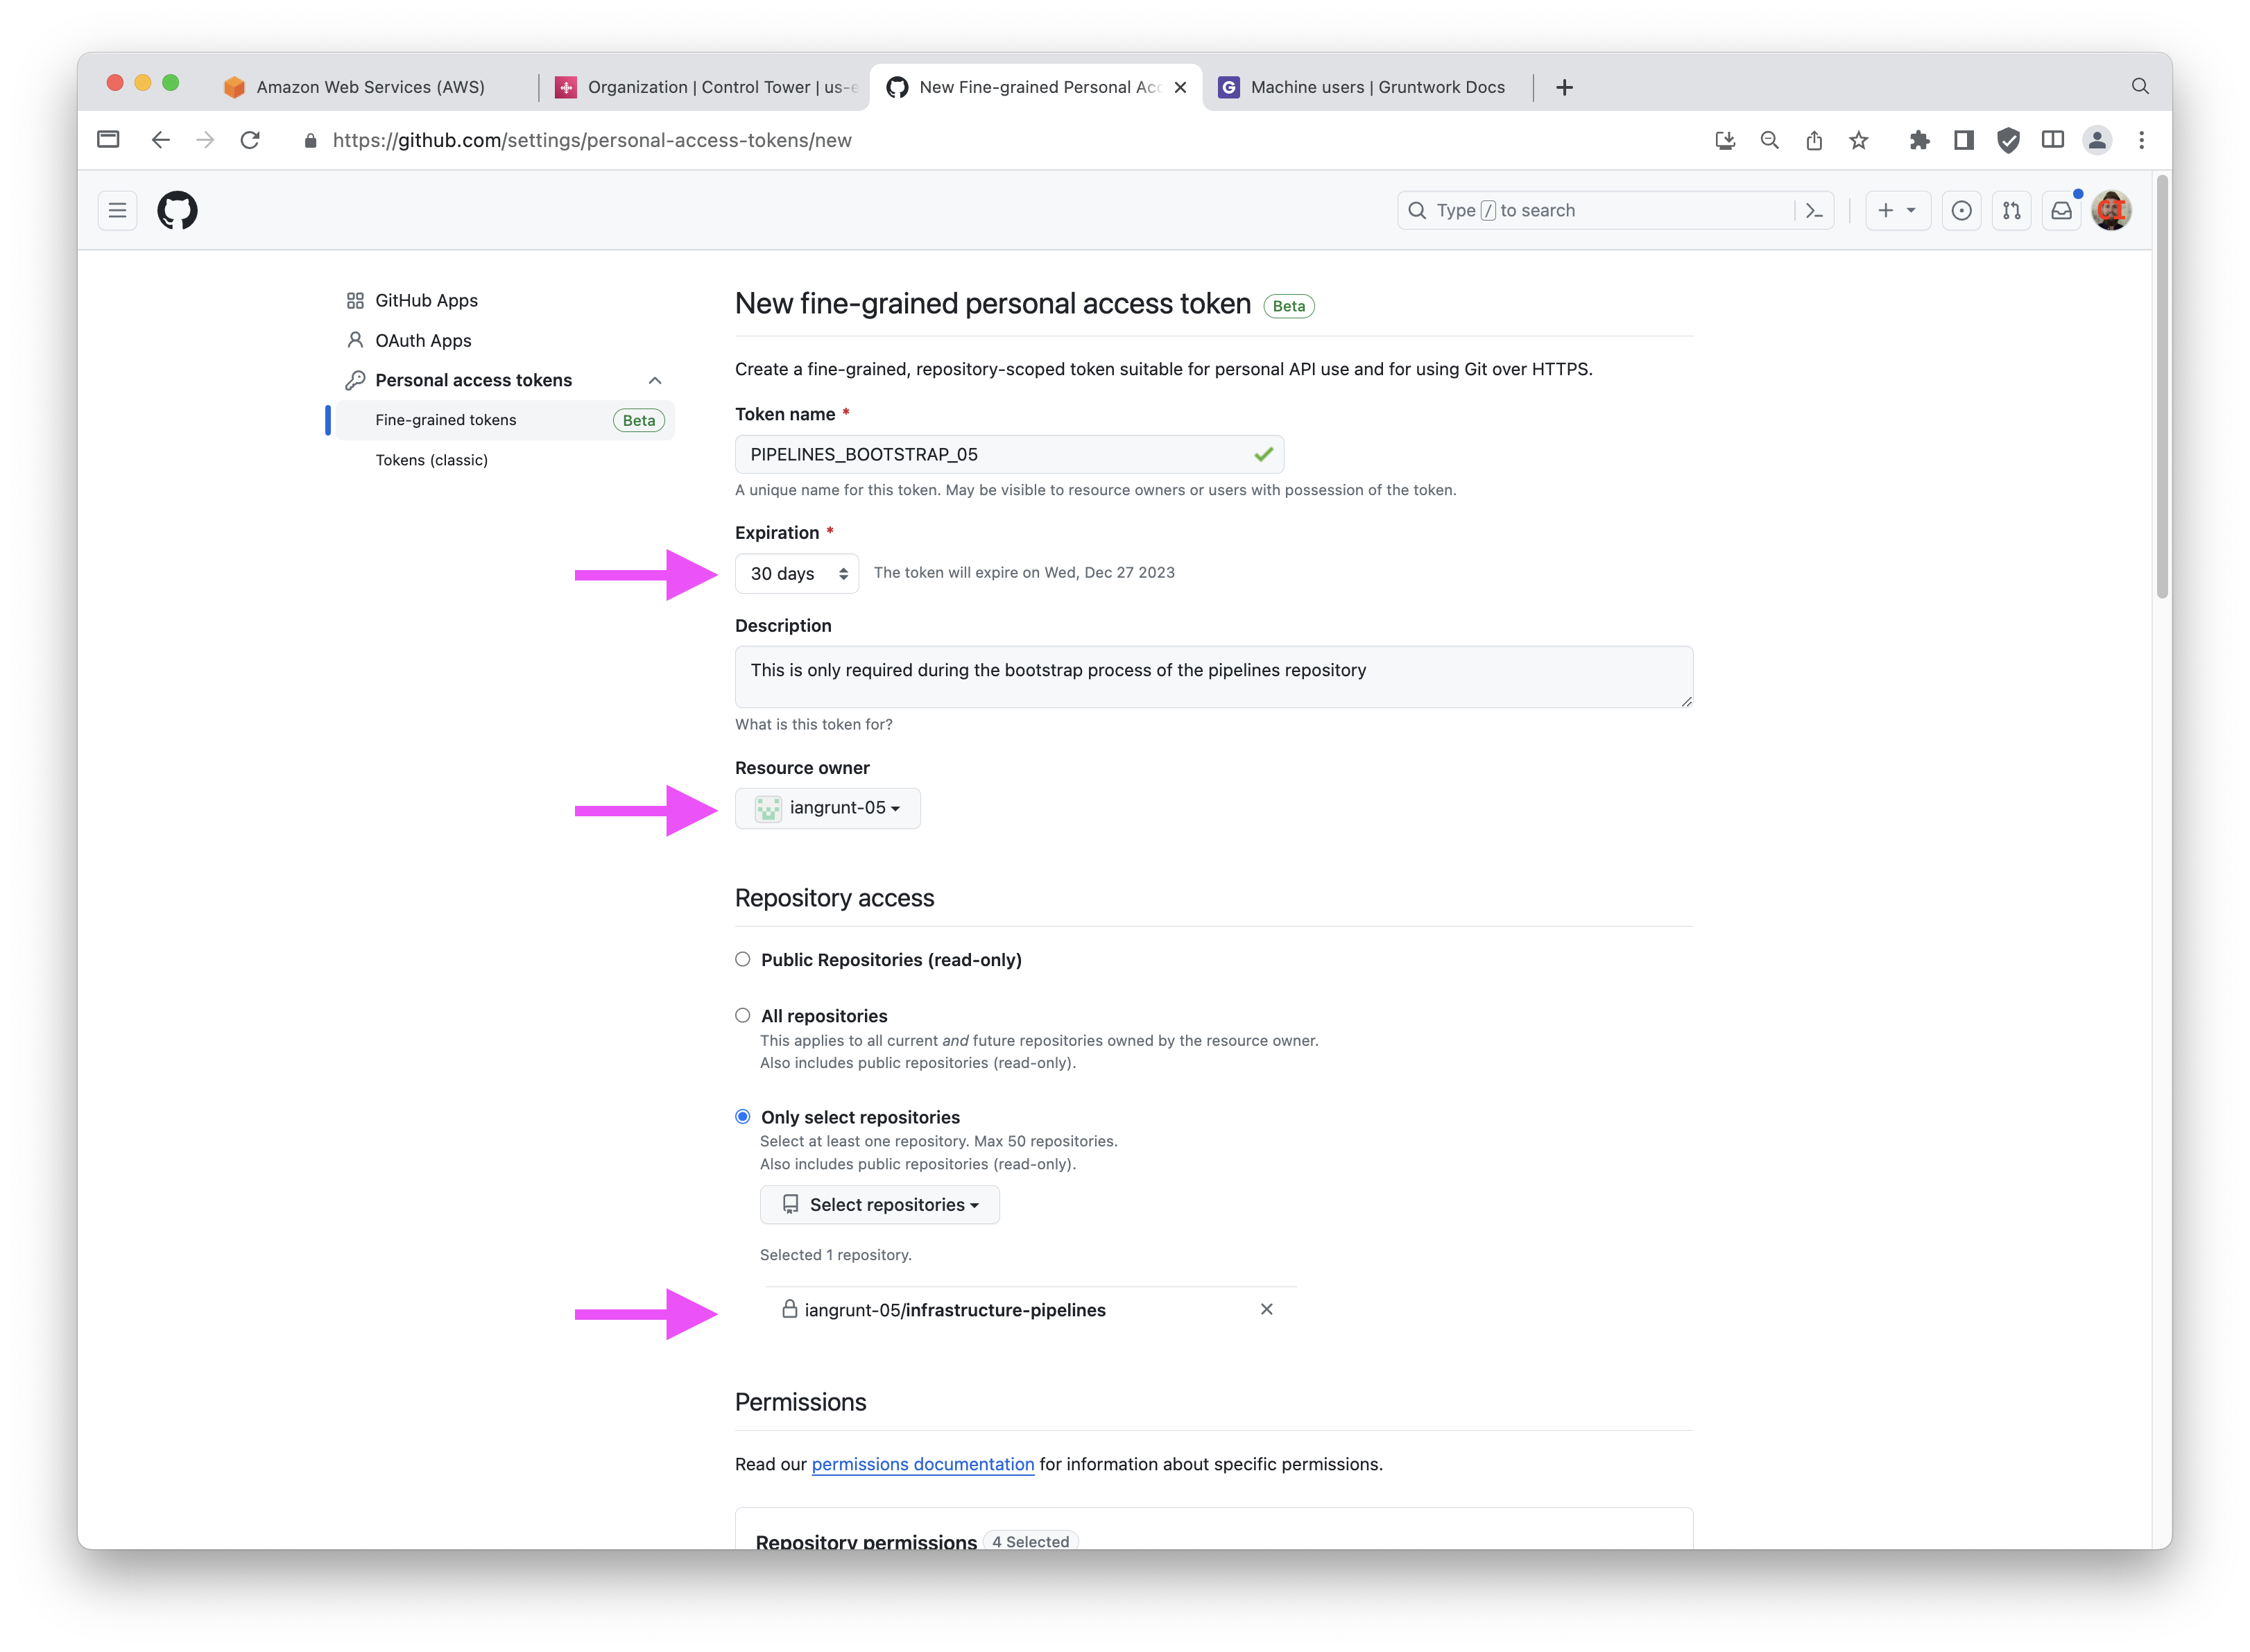 Amazon Web Services (AWS)
Organization | Control Tower | us-e
New Fine-grained Personal Acc
G
Machine users | Gruntwork Docs
https://github.com/settings/personal-access-tokens/new
Type / to search
GitHub Apps
OAuth Apps
Personal access tokens
Fine-grained tokens Beta
Tokens (classic)
New fine-grained personal access token Beta
Create a fine-grained, repository-scoped token suitable for personal API use and for using Git over HTTPS.
Token name *
PIPELINES_BOOTSTRAP_05
A unique name for this token. May be visible to resource owners or users with possession of the token.
Expiration *
30 days The token will expire on Wed, Dec 27 2023
Description
This is only required during the bootstrap process of the pipelines repository
What is this token for?
Resource owner
iangrunt-05
Repository access
Public Repositories (read-only)
All repositories
This applies to all current and future repositories owned by the resource owner.
Also includes public repositories (read-only).
Only select repositories
Select at least one repository. Max 50 repositories.
Also includes public repositories (read-only).
Select repositories
Selected 1 repository.
iangrunt-05/infrastructure-pipelines
Permissions
Read our permissions documentation for information about specific permissions.
Repository permissions 4 Selected